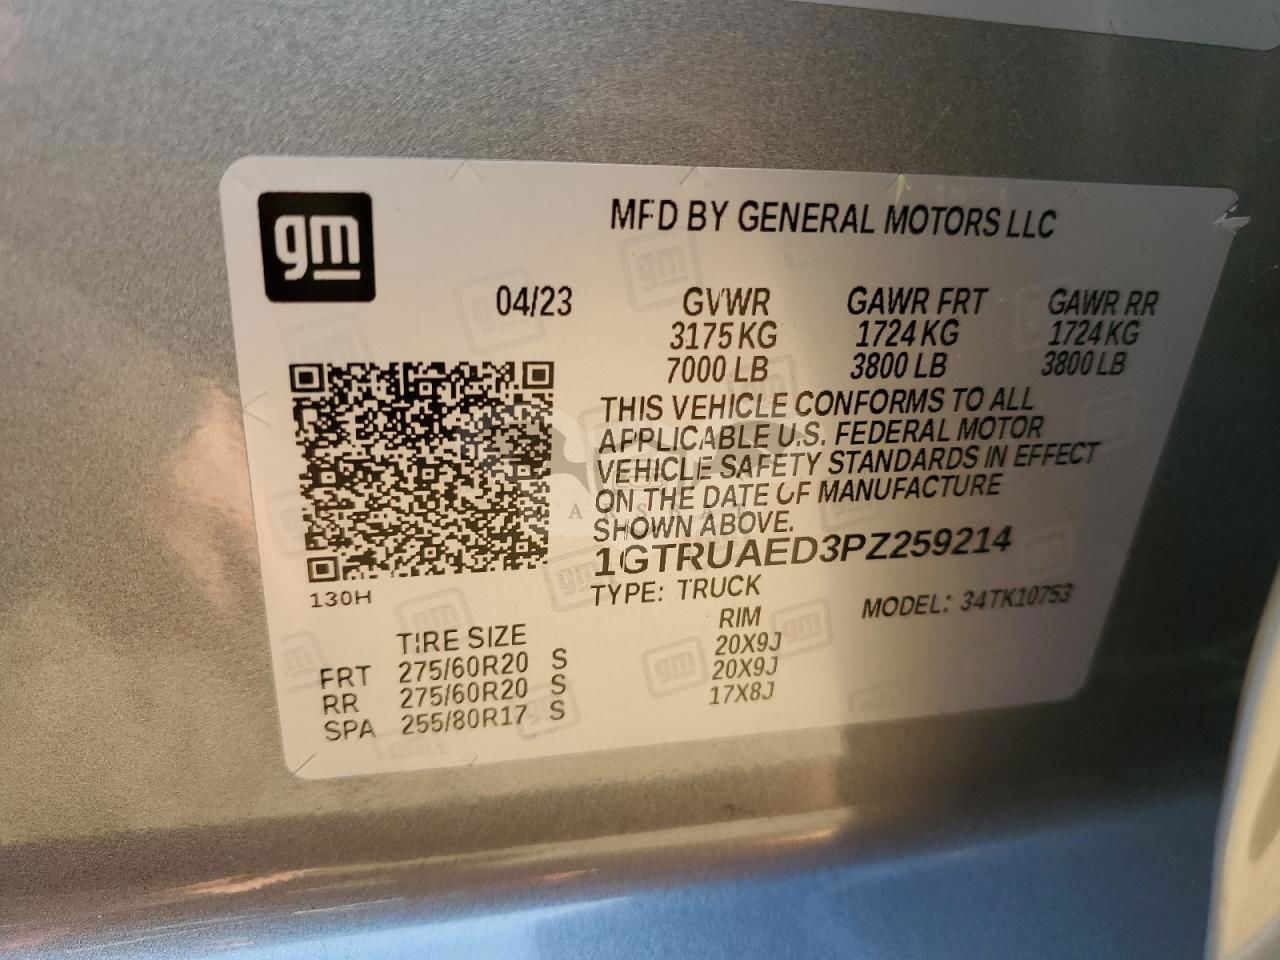 gm
MFD BY GENERAL MOTORS LLC
04/23 GVWR GAWR FRT GAWR RR
3175 KG 1724 KG 1724 KG
7000 LB 3800 LB 3800 LB
THIS VEHICLE CONFORMS TO ALL
APPLICABLE U.S. FEDERAL MOTOR
VEHICLE SAFETY STANDARDS IN EFFECT
ON THE DATE OF MANUFACTURE
SHOWN ABOVE.
1GTRUAED3PZ259214
130H
TYPE: TRUCK MODEL: 34TK10753
TIRE SIZE RIM
FRT 275/60R20 S 20X9J
RR 275/60R20 S 20X9J
SPA 255/80R17 S 17X8J